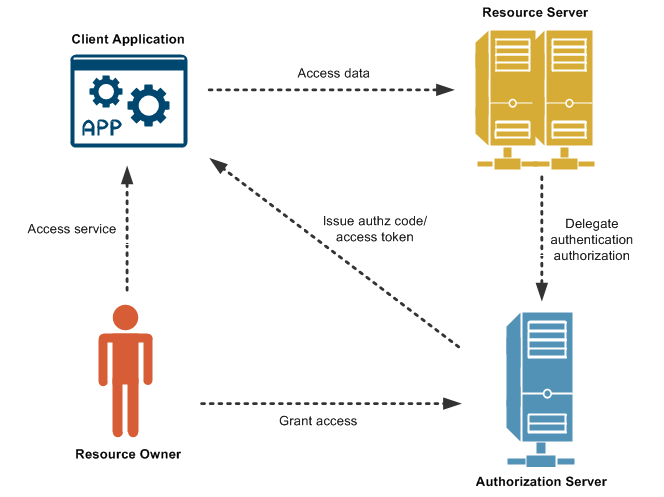 Resource Server
Client Application
Access data
APP
Issue authz code/
access token
Delegate
authentication
authorization
Access service
Grant access
Resource Owner
Authorization Server